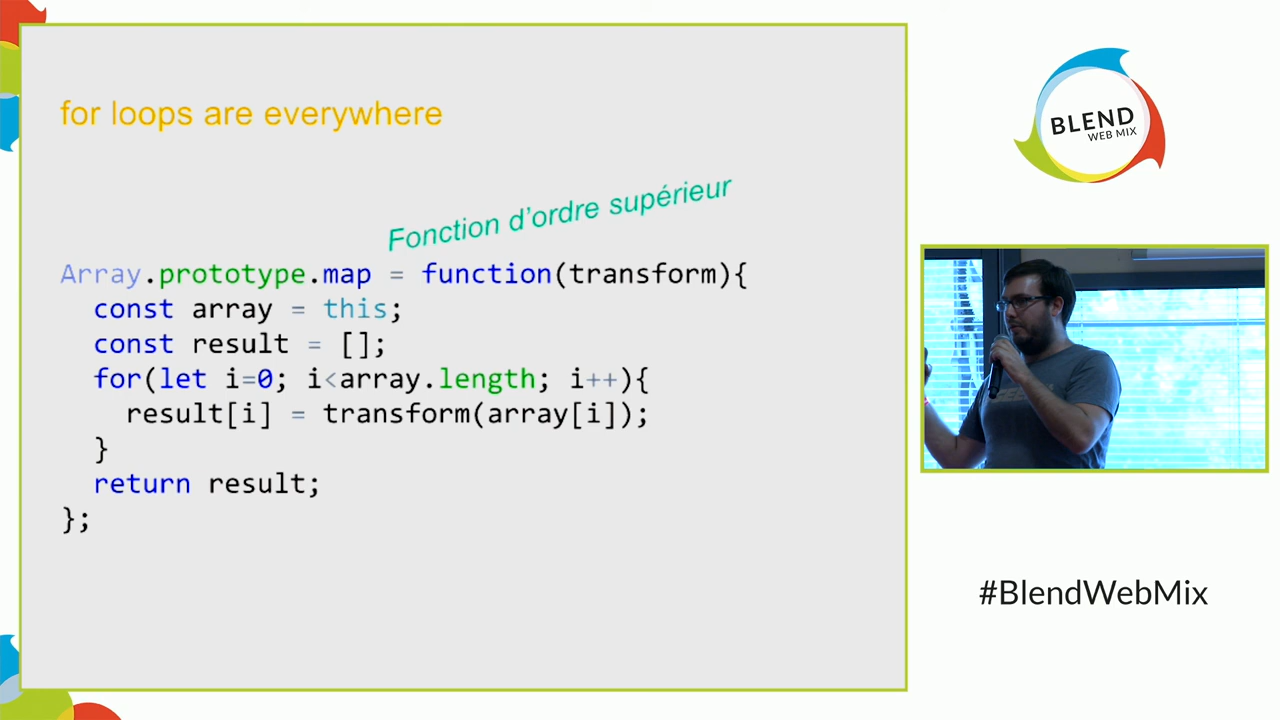 for loops are everywhere
Fonction d’ordre supérieur
Array.prototype.map = function(transform){
  const array = this;
  const result = [];
  for(let i=0; i<array.length; i++){
    result[i] = transform(array[i]);
  }
  return result;
};
BLEND
WEB MIX
#BlendWebMix